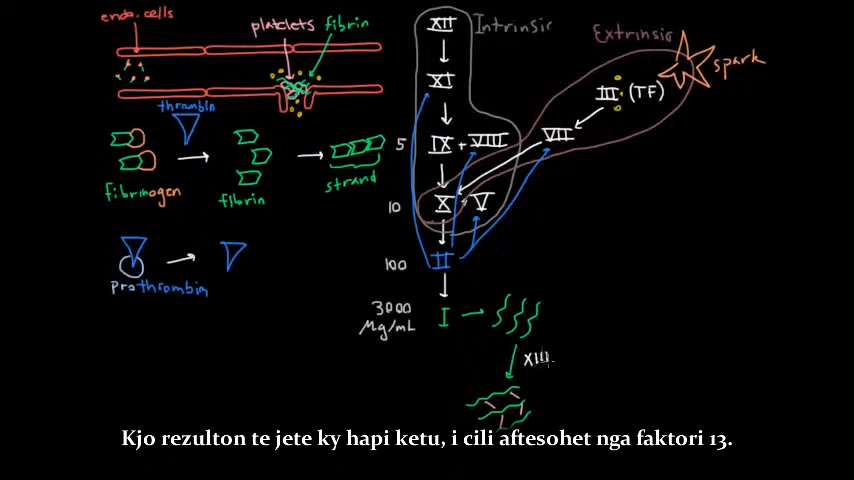 endo. cells
platelets
fibrin
thrombin
fibrinogen
fibrin
strand
prothrombin
Intrinsic
Extrinsic
spark
XII
XI
III (TF)
5 IX + VIII
VII
10 X + V
100 II
3000
Mg/mL
I
XIII
Kjo rezulton te jete ky hapi ketu, i cili aftesohet nga faktori 13.